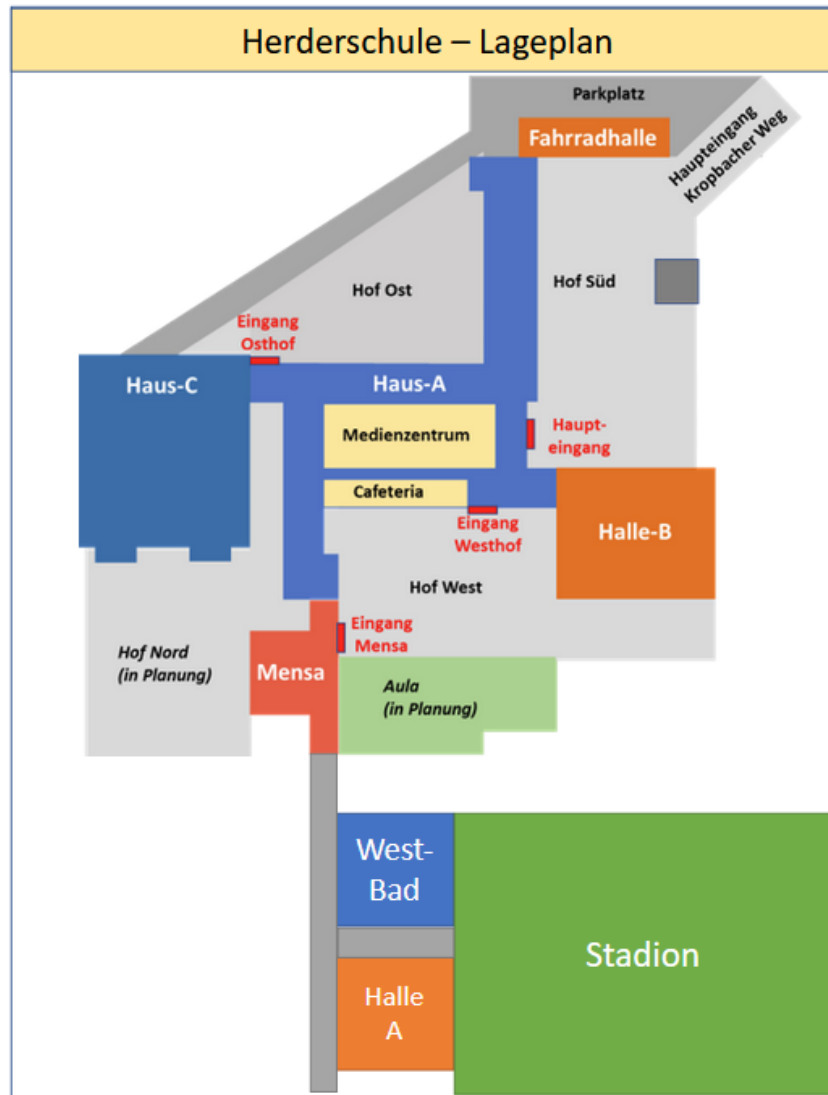 Herderschule – Lageplan
Parkplatz
Fahrradhalle
Haupteingang
Kropbacher Weg
Hof Ost
Hof Süd
Eingang
Osthof
Haus-C
Haus-A
Medienzentrum
Haupt-
eingang
Cafeteria
Eingang
Westhof
Halle-B
Hof West
Hof Nord
(in Planung)
Eingang
Mensa
Mensa
Aula
(in Planung)
West-
Bad
Stadion
Halle
A